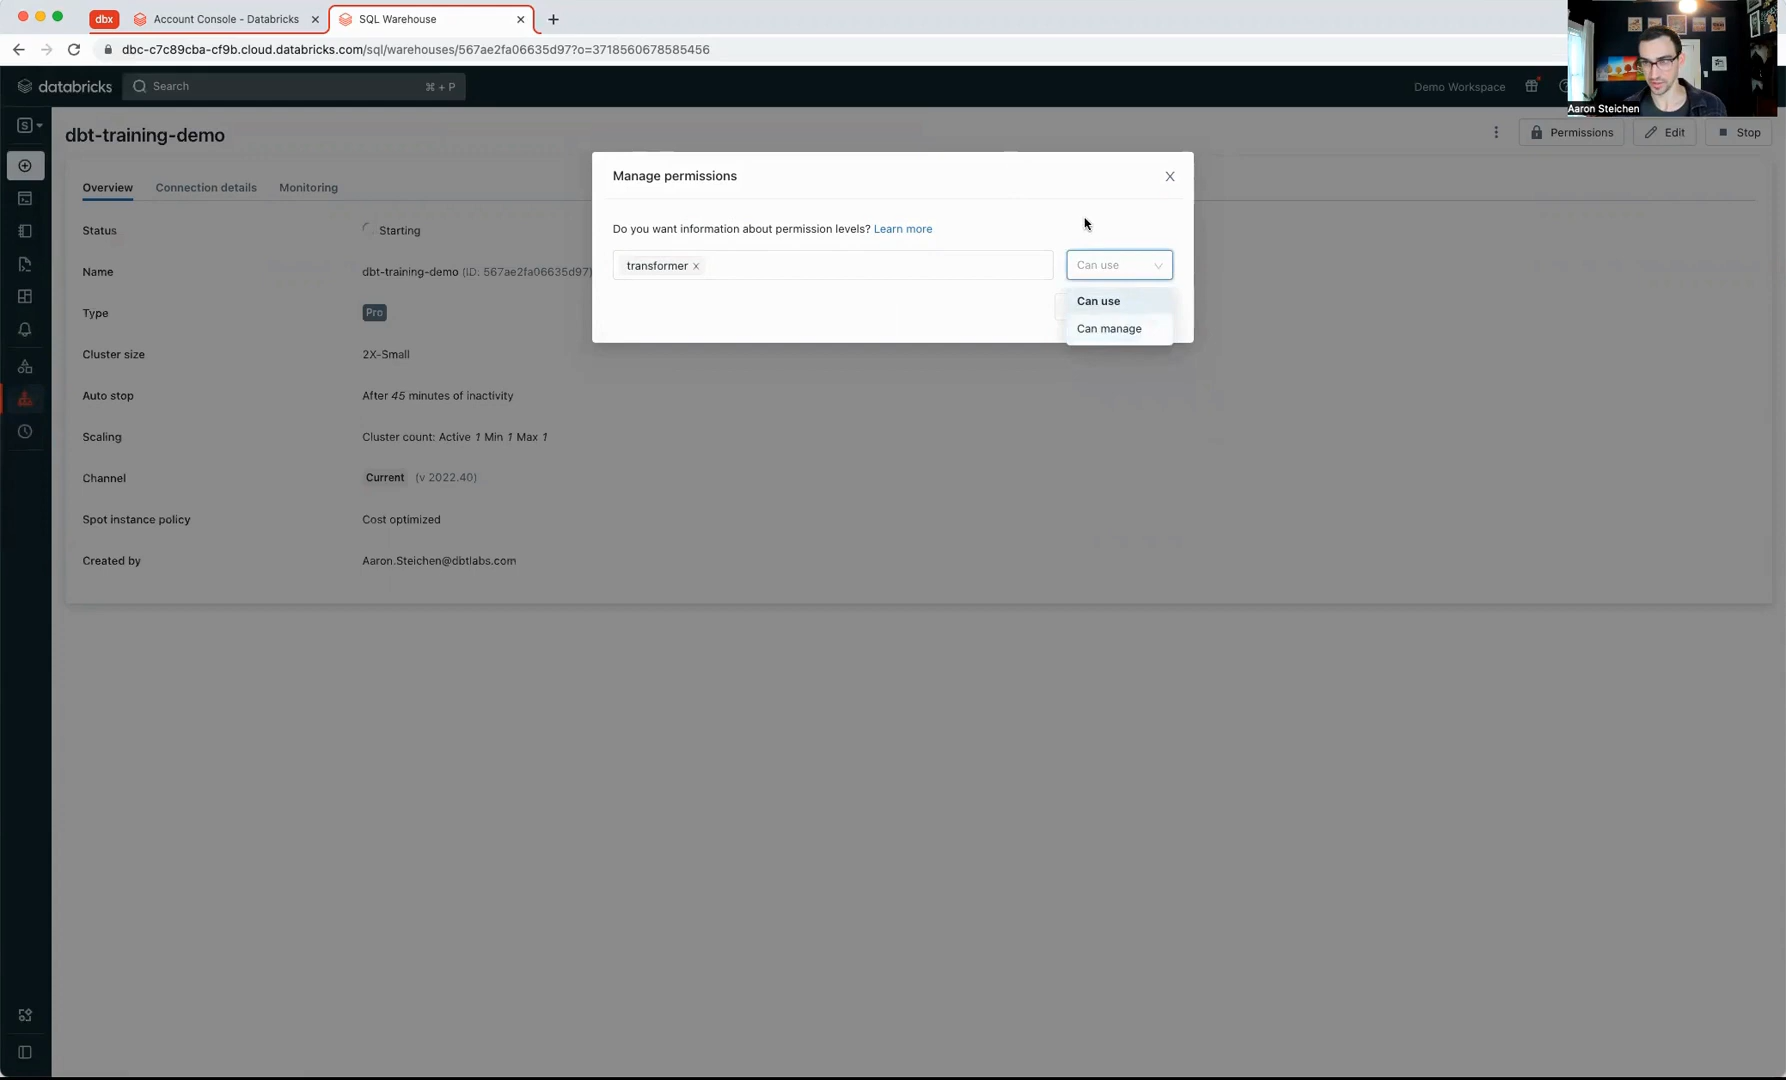 dbx
Account Console - Databricks
SQL Warehouse
dbc-c7c89cba-cf9b.cloud.databricks.com/sql/warehouses/567ae2fa06635d97?o=3718560678585456
databricks
Search
⌘ + P
Demo Workspace
Aaron Steichen
S
dbt-training-demo
Permissions
Edit
Stop
Overview
Connection details
Monitoring
Manage permissions
Do you want information about permission levels? Learn more
transformer
Can use
Can use
Can manage
Status
Starting
Name
dbt-training-demo (ID: 567ae2fa06635d97)
Type
Pro
Cluster size
2X-Small
Auto stop
After 45 minutes of inactivity
Scaling
Cluster count: Active 1 Min 1 Max 1
Channel
Current (v 2022.40)
Spot instance policy
Cost optimized
Created by
Aaron.Steichen@dbtlabs.com